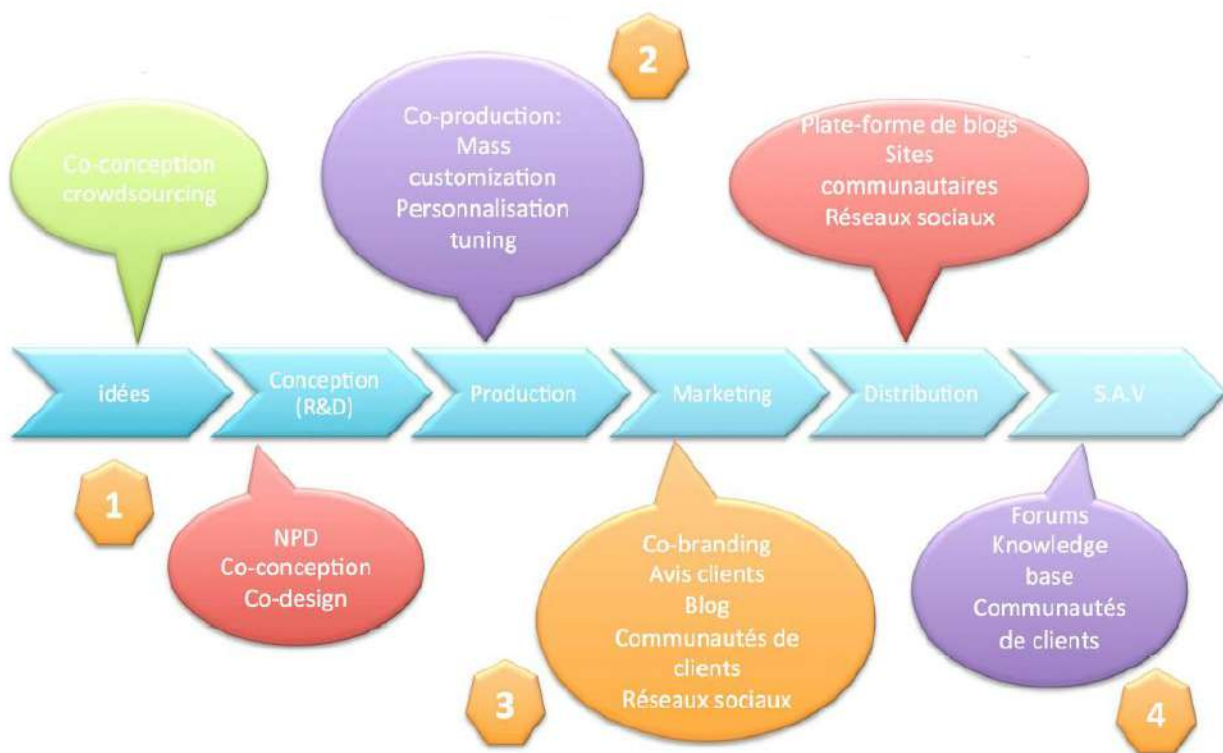 2
Co-conception
crowdsourcing
Co-production:
Mass
customization
Personnalisation
tuning
Plate-forme de blogs
Sites
communautaires
Réseaux sociaux
idées
Conception
(R&D)
Production
Marketing
Distribution
S.A.V
1
NPD
Co-conception
Co-design
Co-branding
Avis clients
Blog
Communautés de
clients
Réseaux sociaux
3
Forums
Knowledge
base
Communautés
de clients
4